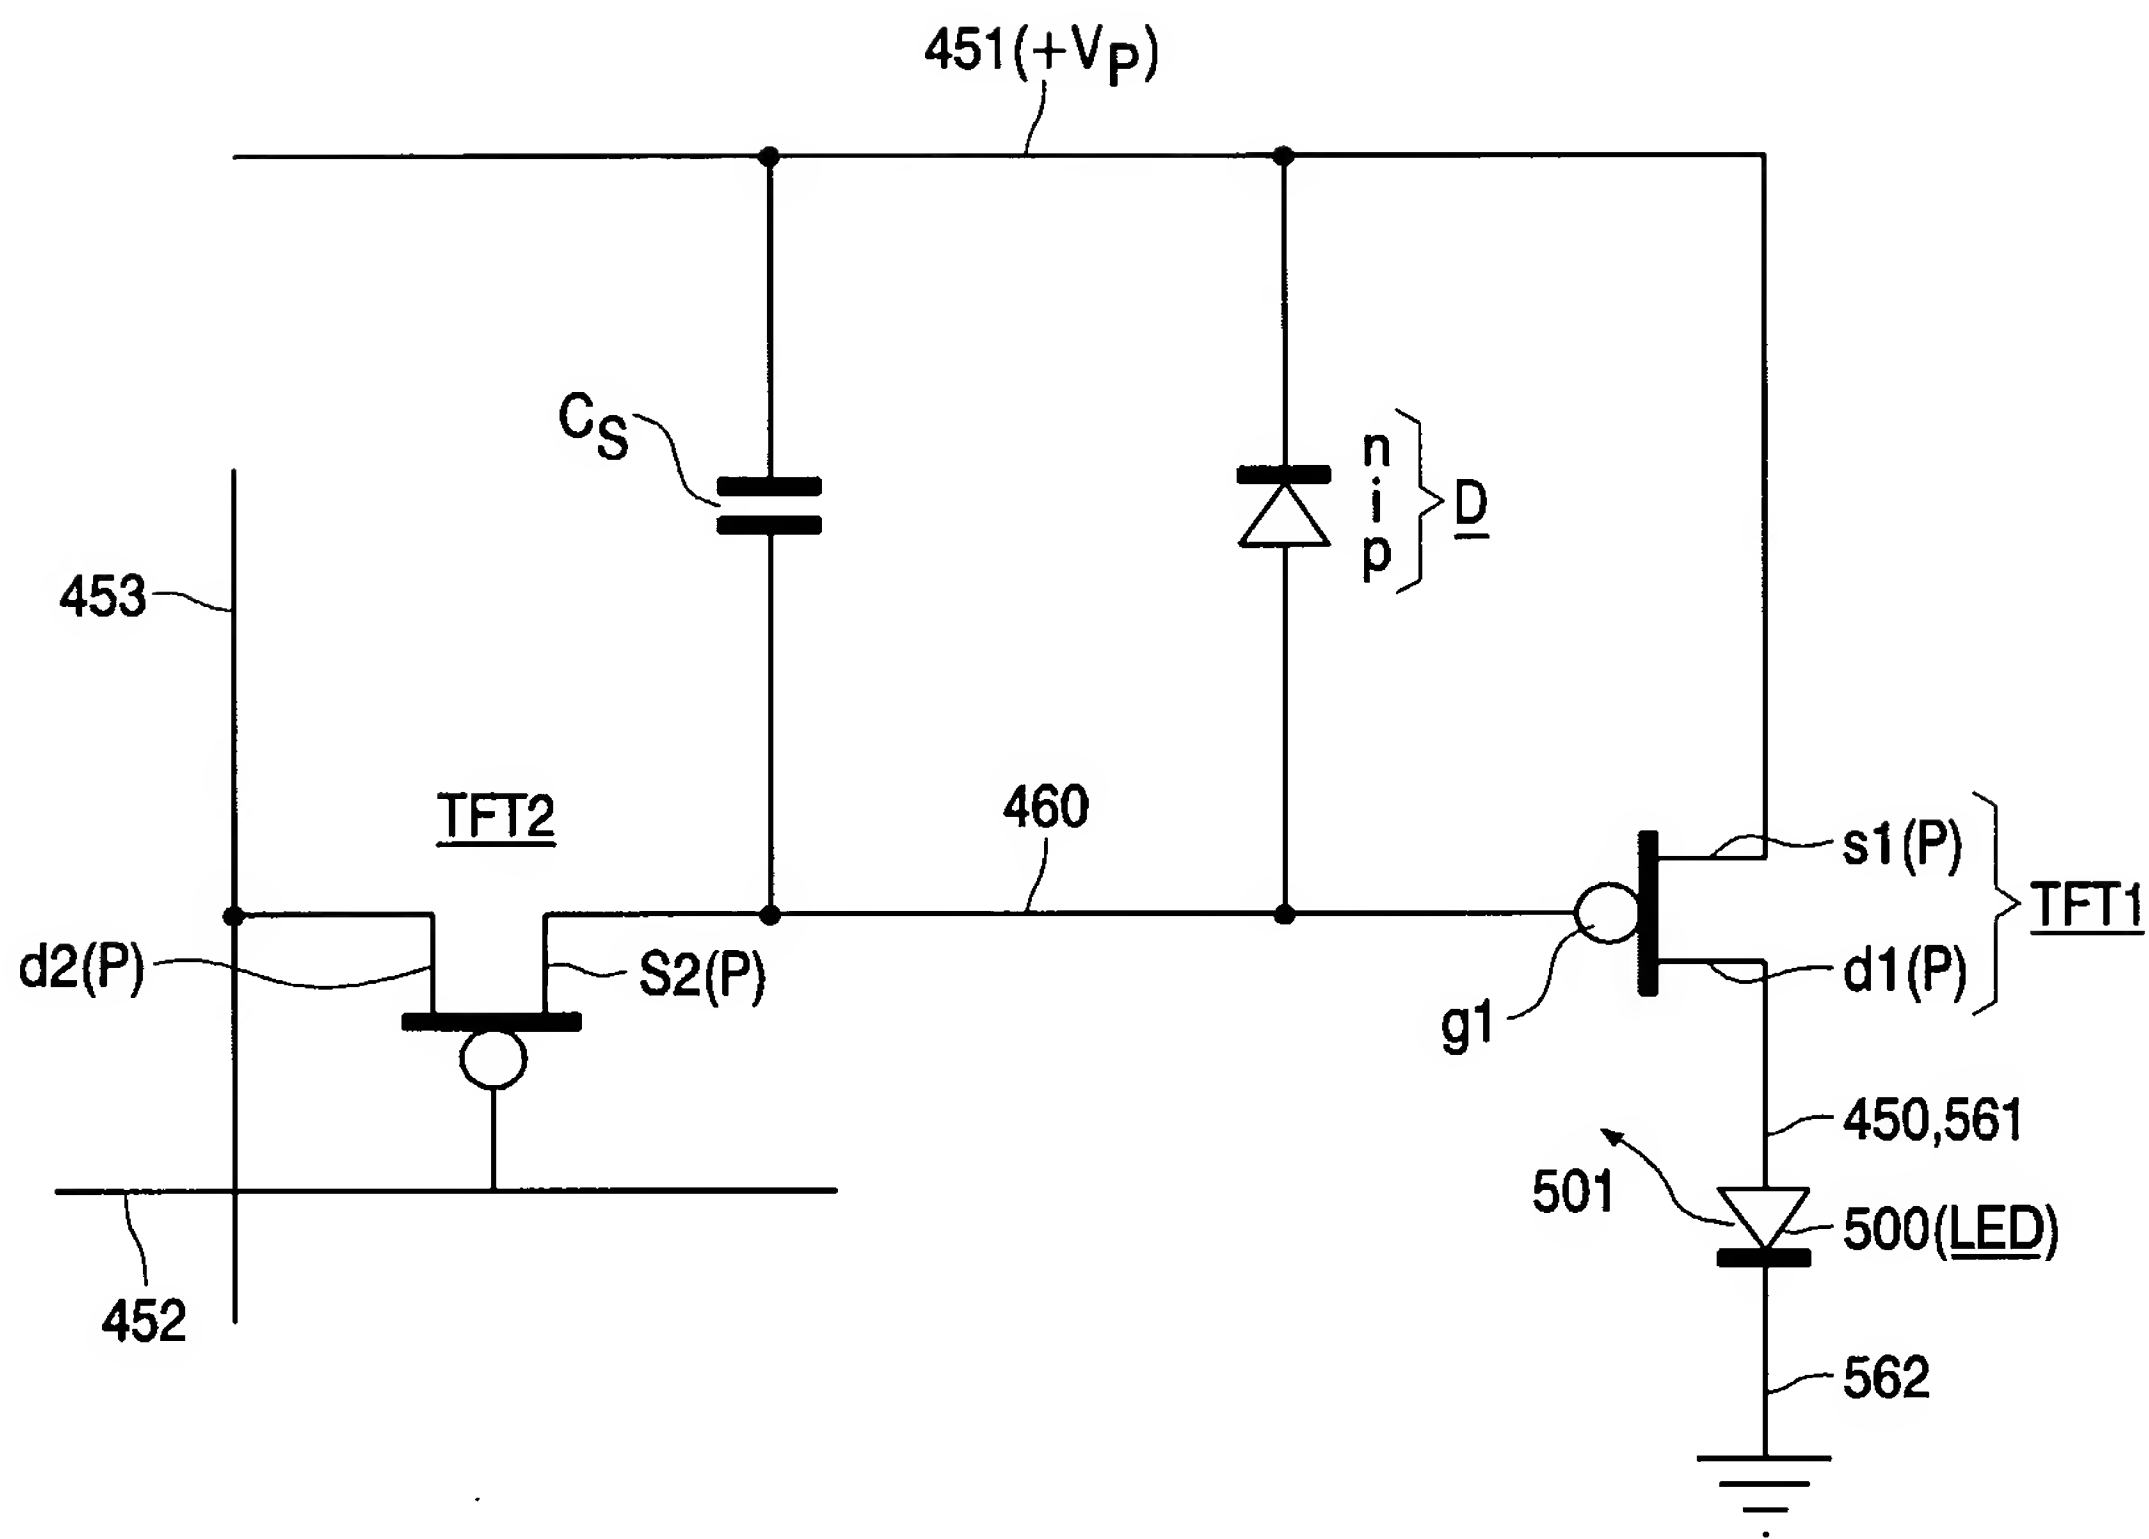 451(+VP)
CS
n
i
p
D
453
TFT2
460
s1(P)
TFT1
d2(P)
S2(P)
d1(P)
g1
450,561
501
500(LED)
452
562